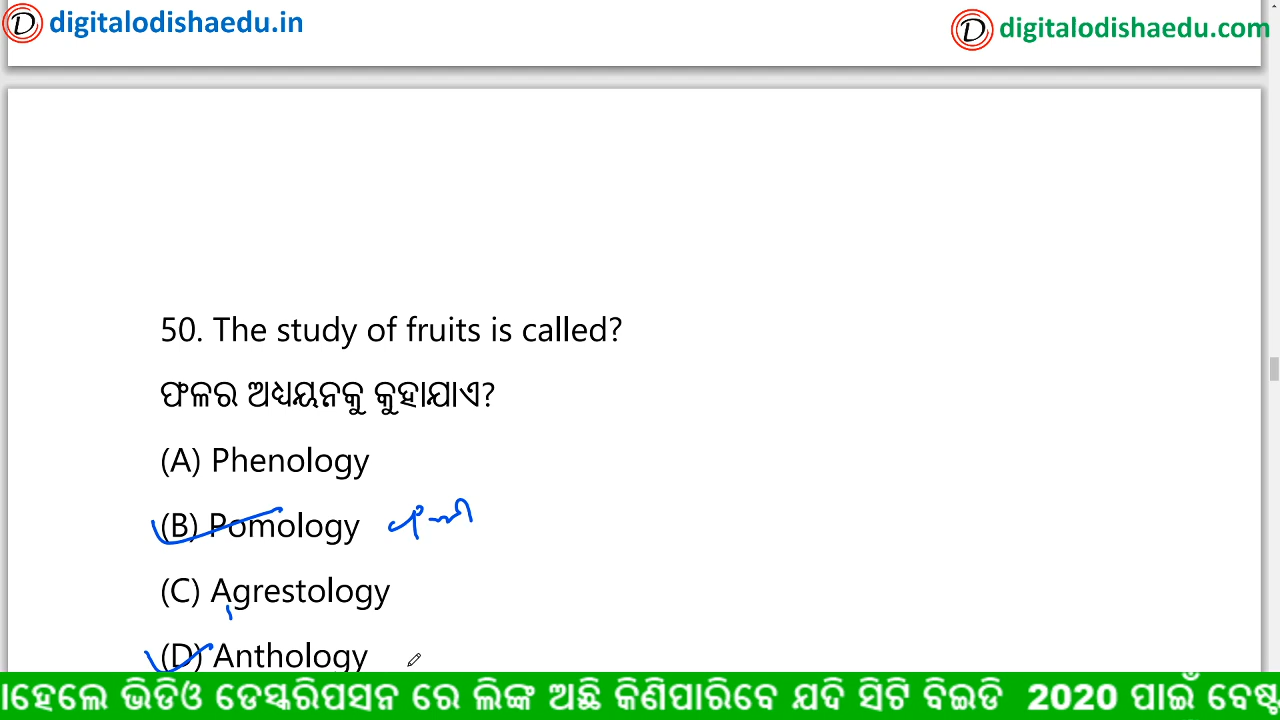 digitalodishaedu.in
digitalodishaedu.com
50. The study of fruits is called?
ଫଳର ଅଧ୍ୟୟନକୁ କୁହାଯାଏ?
(A) Phenology
(B) Pomology
(C) Agrestology
(D) Anthology
ାହେଲେ ଭିଡିଓ ଡେସ୍କରିପସନ ରେ ଲିଙ୍କ ଅଛି କିଣିପାରିବେ ଯଦି ସିଟି ବିଇଡି 2020 ପାଇଁ ବେଷ୍ଟ